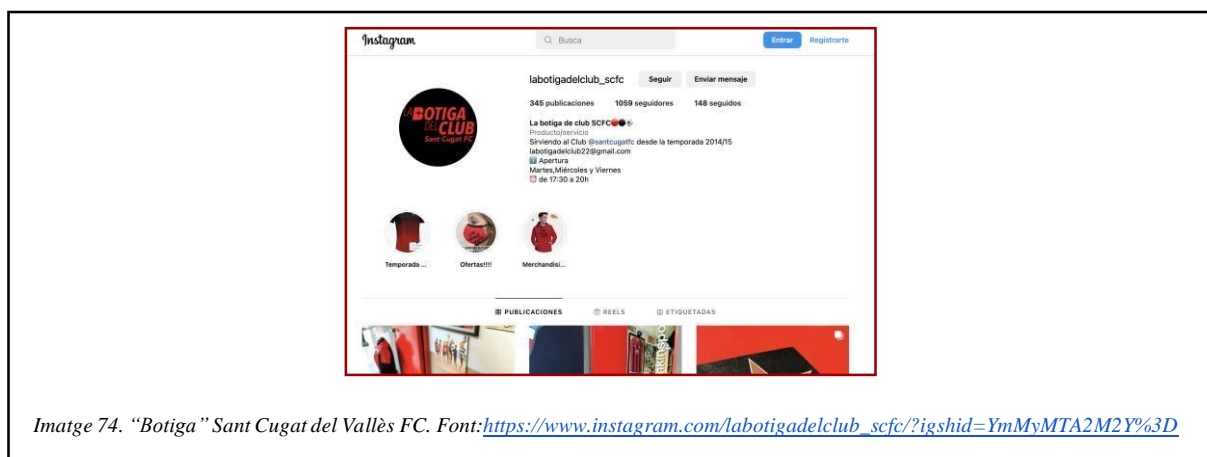 Instagram
Busca
Entrar
Registrarte
labotigadelclub_scfc
Seguir
Enviar mensaje
345 publicaciones
1059 seguidores
148 seguidos
LA BOTIGA
DEL CLUB
Sant Cugat FC
La botiga de club SCFC
Producto/servicio
Sirviendo al Club @santcugatfc desde la temporada 2014/15
labotigadelclub22@gmail.com
Apertura
Martes,Miércoles y Viernes
de 17:30 a 20h
Temporada ...
Ofertas!!!!
Merchandisi...
PUBLICACIONES
REELS
ETIQUETADAS
Imatge 74. “Botiga” Sant Cugat del Vallès FC. Font:https://www.instagram.com/labotigadelclub_scfc/?igshid=YmMyMTA2M2Y%3D